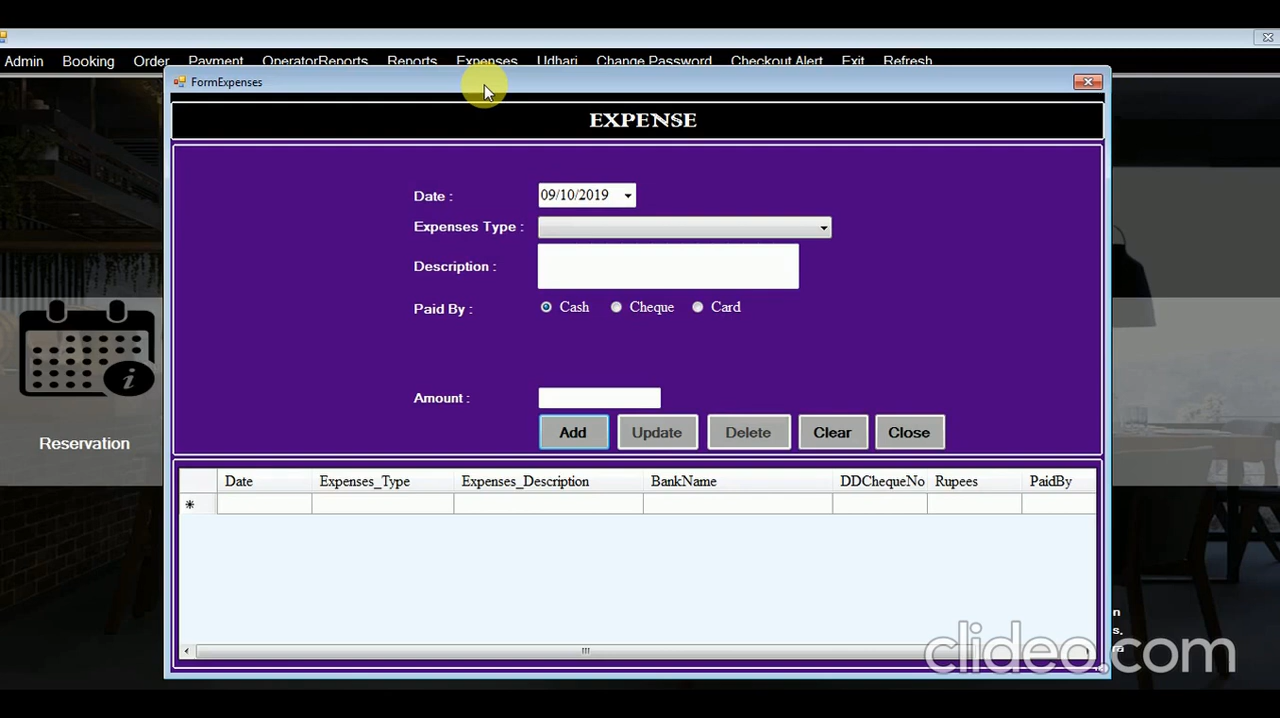 Admin Booking Order Payment OperatorReports Reports Expenses Udhari Change Password Checkout Alert Exit Refresh
FormExpenses
EXPENSE
Date : 09/10/2019
Expenses Type :
Description :
Paid By : Cash Cheque Card
Reservation
Amount :
Add Update Delete Clear Close
Date Expenses_Type Expenses_Description BankName DDChequeNo Rupees PaidBy
clideo.com